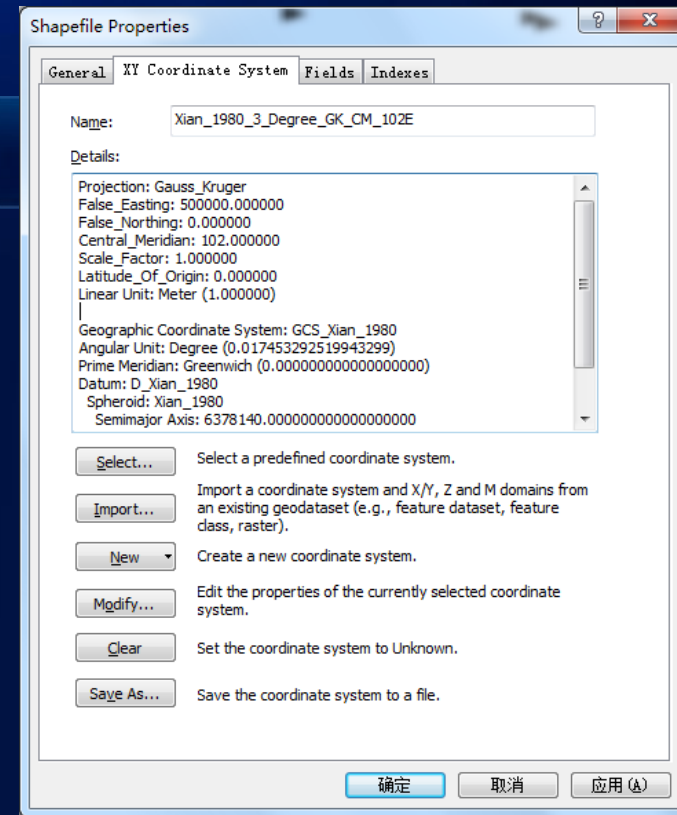 Shapefile Properties
General XY Coordinate System Fields Indexes
Name: Xian_1980_3_Degree_GK_CM_102E
Details:
Projection: Gauss_Kruger
False_Easting: 500000.000000
False_Northing: 0.000000
Central_Meridian: 102.000000
Scale_Factor: 1.000000
Latitude_Of_Origin: 0.000000
Linear Unit: Meter (1.000000)
Geographic Coordinate System: GCS_Xian_1980
Angular Unit: Degree (0.017453292519943299)
Prime Meridian: Greenwich (0.000000000000000000)
Datum: D_Xian_1980
Spheroid: Xian_1980
Semimajor Axis: 6378140.000000000000000000
Select... Select a predefined coordinate system.
Import... Import a coordinate system and X/Y, Z and M domains from
an existing geodataset (e.g., feature dataset, feature
class, raster).
New Create a new coordinate system.
Modify... Edit the properties of the currently selected coordinate
system.
Clear Set the coordinate system to Unknown.
Save As... Save the coordinate system to a file.
确定 取消 应用(A)